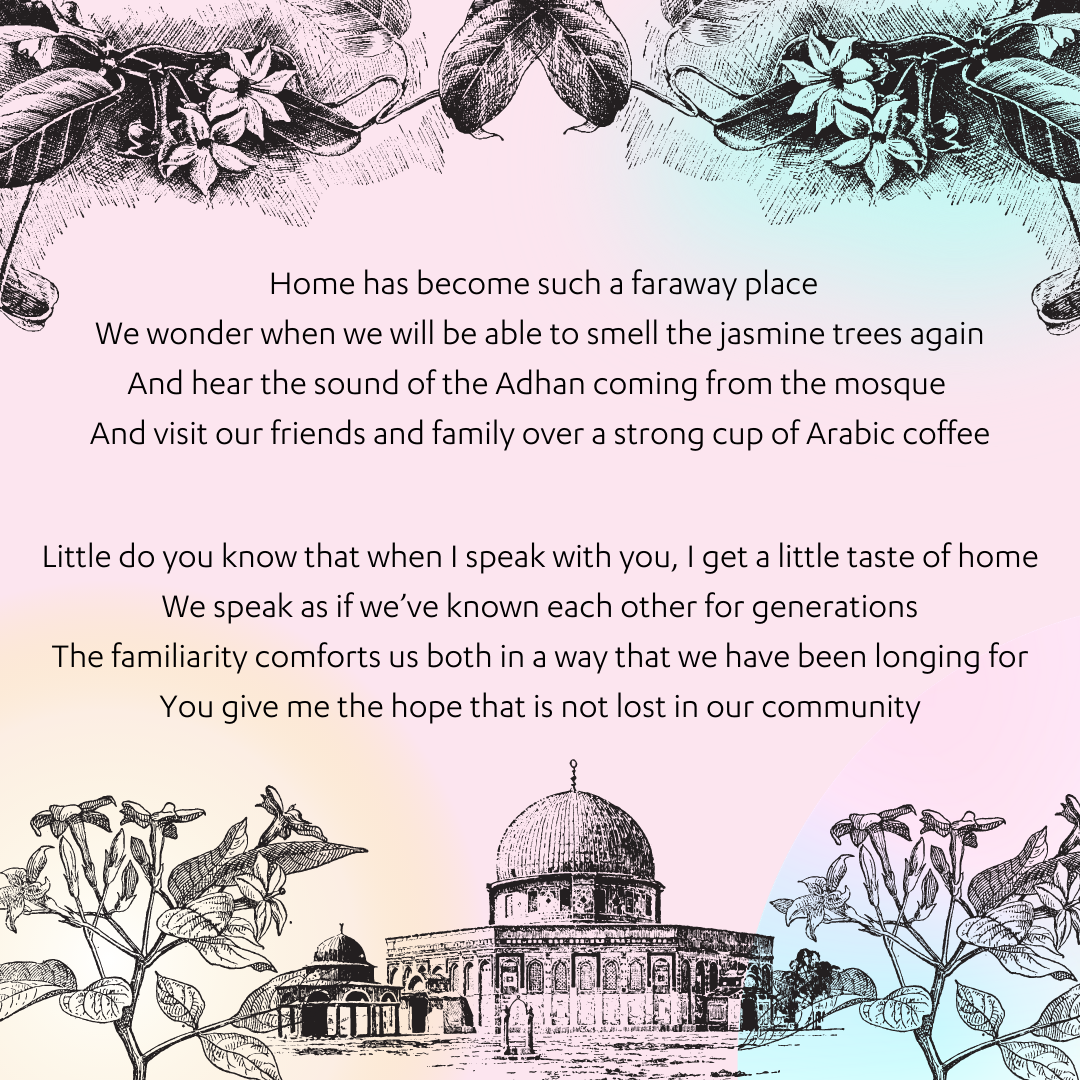 Home has become such a faraway place
We wonder when we will be able to smell the jasmine trees again
And hear the sound of the Adhan coming from the mosque
And visit our friends and family over a strong cup of Arabic coffee
Little do you know that when I speak with you, I get a little taste of home
We speak as if we’ve known each other for generations
The familiarity comforts us both in a way that we have been longing for
You give me the hope that is not lost in our community